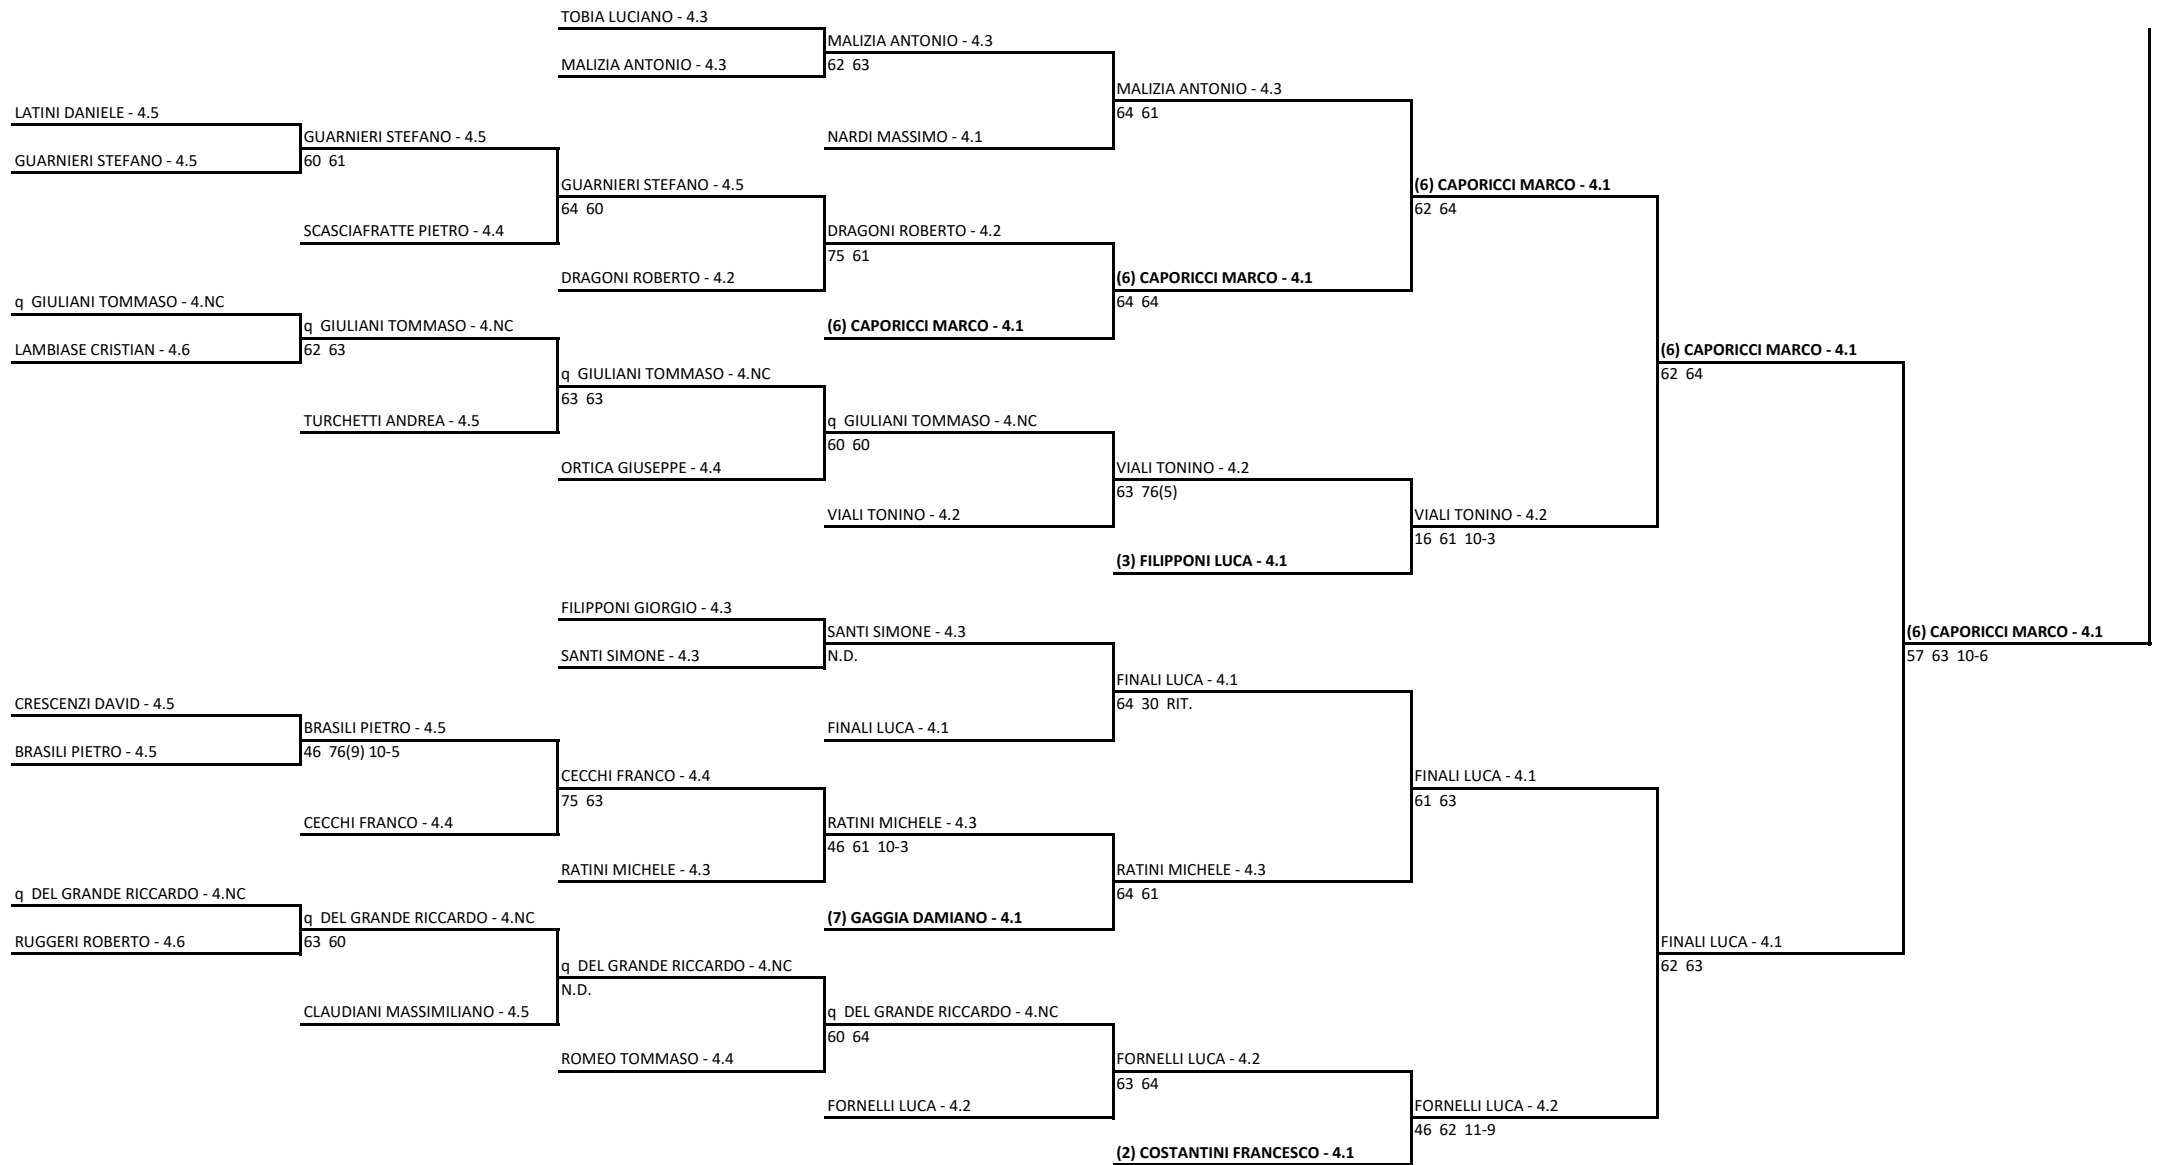 TOBIA LUCIANO - 4.3
MALIZIA ANTONIO - 4.3
MALIZIA ANTONIO - 4.3
62 63
MALIZIA ANTONIO - 4.3
LATINI DANIELE - 4.5
64 61
GUARNIERI STEFANO - 4.5
NARDI MASSIMO - 4.1
GUARNIERI STEFANO - 4.5
60 61
GUARNIERI STEFANO - 4.5
(6) CAPORICCI MARCO - 4.1
64 60
62 64
SCASCIAFRATTE PIETRO - 4.4
DRAGONI ROBERTO - 4.2
75 61
DRAGONI ROBERTO - 4.2
(6) CAPORICCI MARCO - 4.1
q GIULIANI TOMMASO - 4.NC
64 64
q GIULIANI TOMMASO - 4.NC
(6) CAPORICCI MARCO - 4.1
LAMBIASE CRISTIAN - 4.6
62 63
(6) CAPORICCI MARCO - 4.1
q GIULIANI TOMMASO - 4.NC
62 64
63 63
TURCHETTI ANDREA - 4.5
q GIULIANI TOMMASO - 4.NC
60 60
ORTICA GIUSEPPE - 4.4
VIALI TONINO - 4.2
63 76(5)
VIALI TONINO - 4.2
VIALI TONINO - 4.2
16 61 10-3
(3) FILIPPONI LUCA - 4.1
FILIPPONI GIORGIO - 4.3
SANTI SIMONE - 4.3
(6) CAPORICCI MARCO - 4.1
SANTI SIMONE - 4.3
N.D.
57 63 10-6
FINALI LUCA - 4.1
CRESCENZI DAVID - 4.5
64 30 RIT.
BRASILI PIETRO - 4.5
FINALI LUCA - 4.1
BRASILI PIETRO - 4.5
46 76(9) 10-5
CECCHI FRANCO - 4.4
FINALI LUCA - 4.1
75 63
61 63
CECCHI FRANCO - 4.4
RATINI MICHELE - 4.3
46 61 10-3
RATINI MICHELE - 4.3
RATINI MICHELE - 4.3
q DEL GRANDE RICCARDO - 4.NC
64 61
q DEL GRANDE RICCARDO - 4.NC
(7) GAGGIA DAMIANO - 4.1
RUGGERI ROBERTO - 4.6
63 60
FINALI LUCA - 4.1
q DEL GRANDE RICCARDO - 4.NC
62 63
N.D.
CLAUDIANI MASSIMILIANO - 4.5
q DEL GRANDE RICCARDO - 4.NC
60 64
ROMEO TOMMASO - 4.4
FORNELLI LUCA - 4.2
63 64
FORNELLI LUCA - 4.2
FORNELLI LUCA - 4.2
46 62 11-9
(2) COSTANTINI FRANCESCO - 4.1